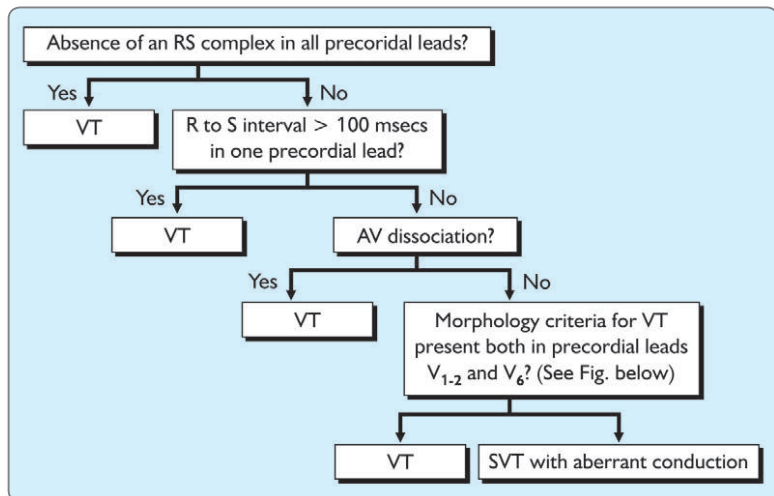 Absence of an RS complex in all precoridal leads?
Yes
No
VT
R to S interval > 100 msecs
in one precordial lead?
Yes
No
VT
AV dissociation?
Yes
No
VT
Morphology criteria for VT
present both in precordial leads
V1-2 and V6? (See Fig. below)
VT
SVT with aberrant conduction